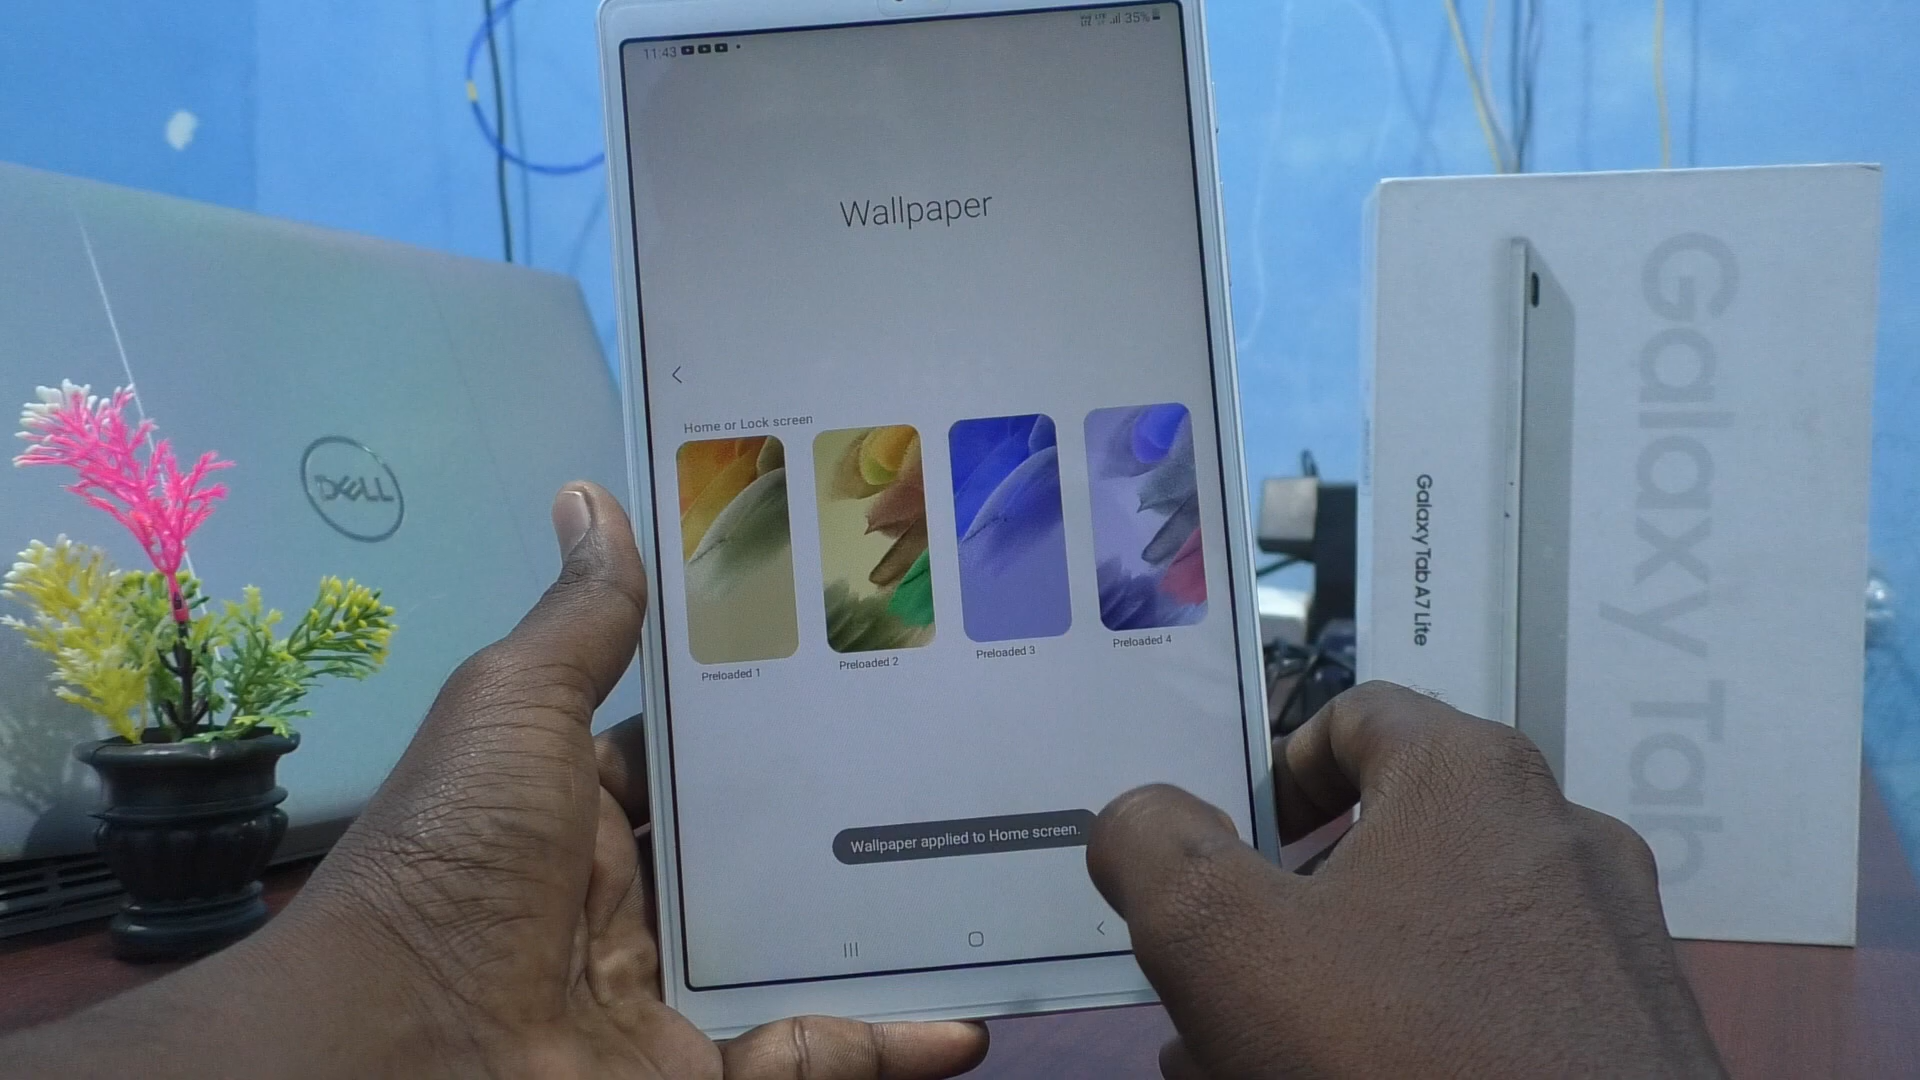 11:43
35%
Wallpaper
Home or Lock screen
Preloaded 1
Preloaded 2
Preloaded 3
Preloaded 4
Wallpaper applied to Home screen.
DELL
Galaxy Tab A7 Lite
Galaxy Tab